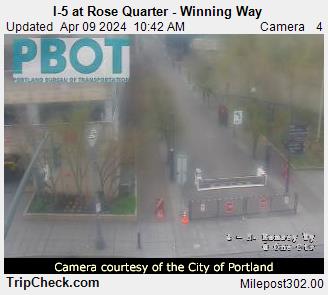 I-5 at Rose Quarter - Winning Way
Updated Apr 09 2024 10:42 AM Camera 4
PBOT
PORTLAND BUREAU OF TRANSPORTATION
Camera courtesy of the City of Portland
TripCheck.com Milepost302.00